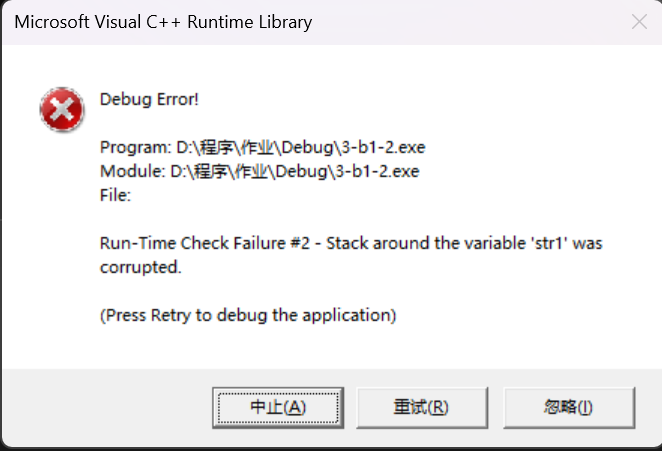 Microsoft Visual C++ Runtime Library
Debug Error!
Program: D:\程序\作业\Debug\3-b1-2.exe
Module: D:\程序\作业\Debug\3-b1-2.exe
File:
Run-Time Check Failure #2 - Stack around the variable 'str1' was
corrupted.
(Press Retry to debug the application)
中止(A) 重试(R) 忽略(I)